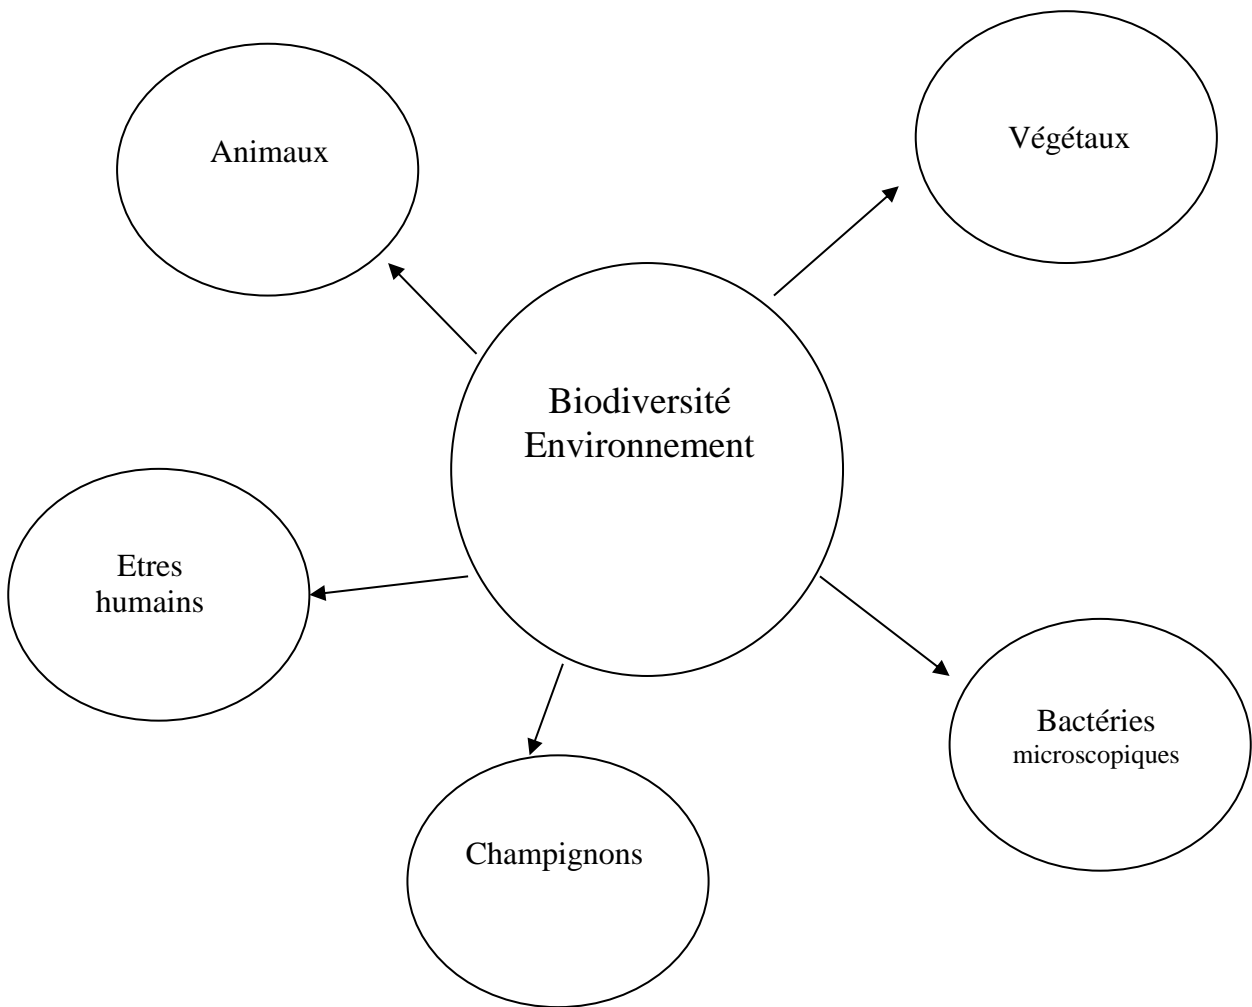 Animaux
Végétaux
Biodiversité
Environnement
Etres
humains
Bactéries
microscopiques
Champignons